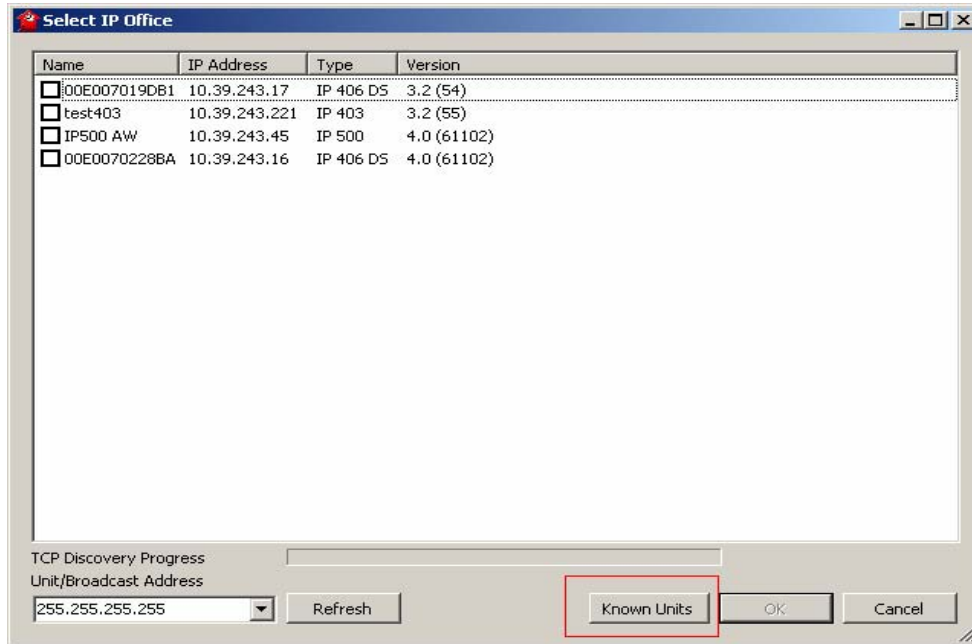 Select IP Office
Name IP Address Type Version
00E007019DB1 10.39.243.17 IP 406 DS 3.2 (54)
test403 10.39.243.221 IP 403 3.2 (55)
IP500 AW 10.39.243.45 IP 500 4.0 (61102)
00E0070228BA 10.39.243.16 IP 406 DS 4.0 (61102)
TCP Discovery Progress
Unit/Broadcast Address
255.255.255.255 Refresh Known Units OK Cancel